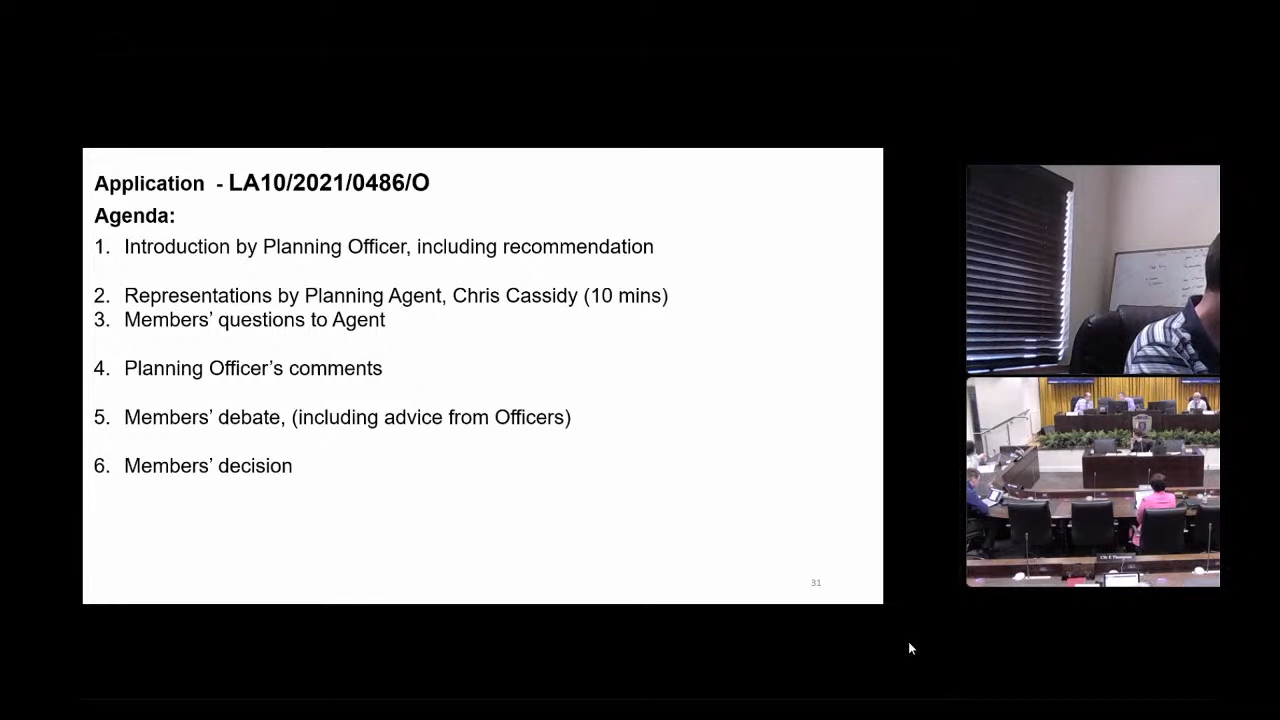 Application - LA10/2021/0486/O
Agenda:
1. Introduction by Planning Officer, including recommendation
2. Representations by Planning Agent, Chris Cassidy (10 mins)
3. Members’ questions to Agent
4. Planning Officer’s comments
5. Members’ debate, (including advice from Officers)
6. Members’ decision
31